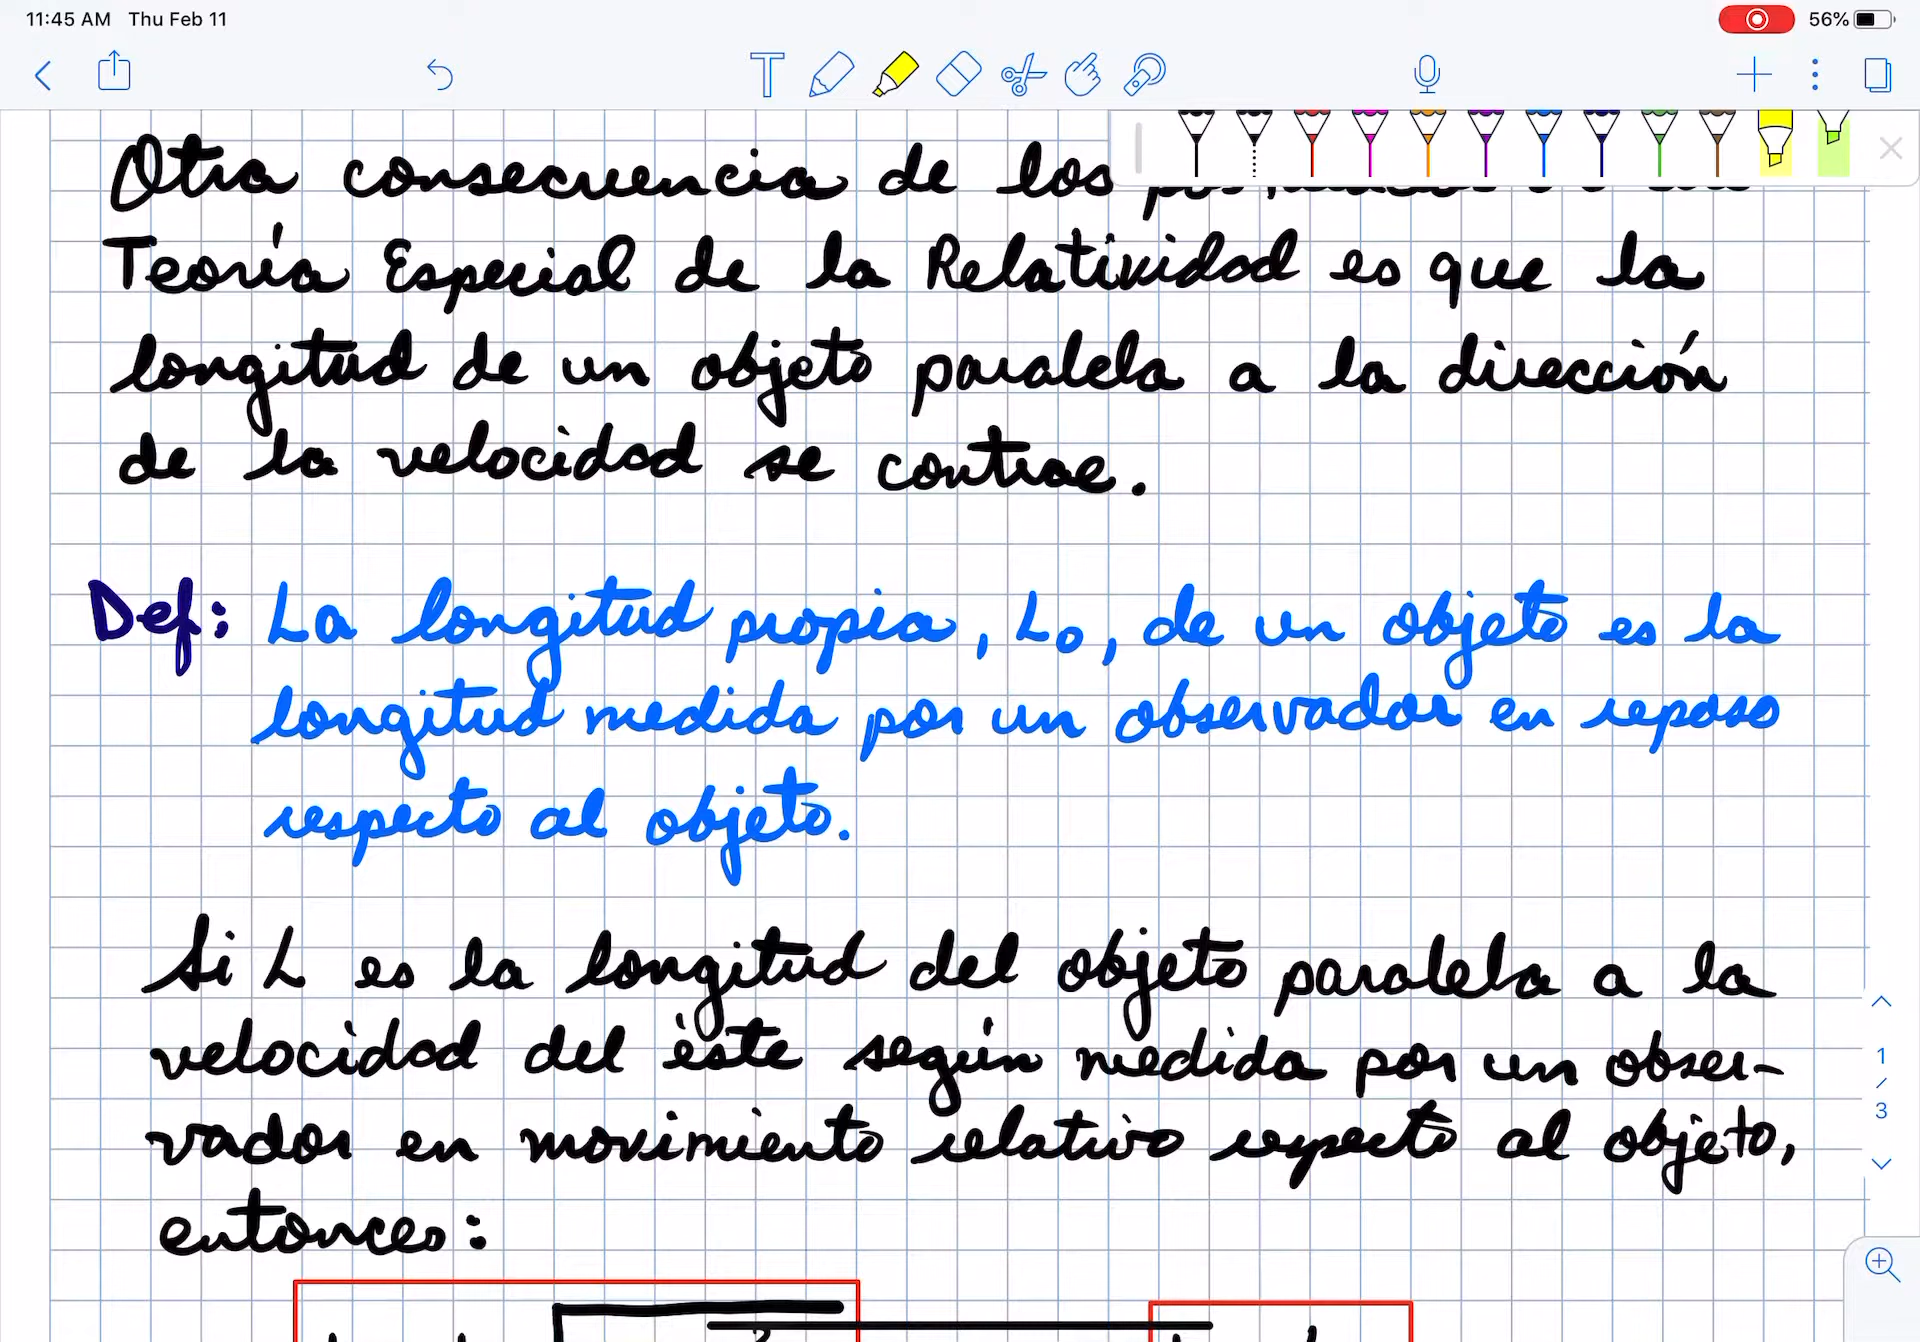 11:45 AM Thu Feb 11
56%
Otra consecuencia de los
Teoría Especial de la Relatividad es que la
longitud de un objeto paralela a la dirección
de la velocidad se contrae.
Def: La longitud propia, L₀, de un objeto es la
longitud medida por un observador en reposo
respecto al objeto.
Si L es la longitud del objeto paralela a la
velocidad del éste según medida por un obser-
vador en movimiento relativo respecto al objeto,
entonces:
1
/
3